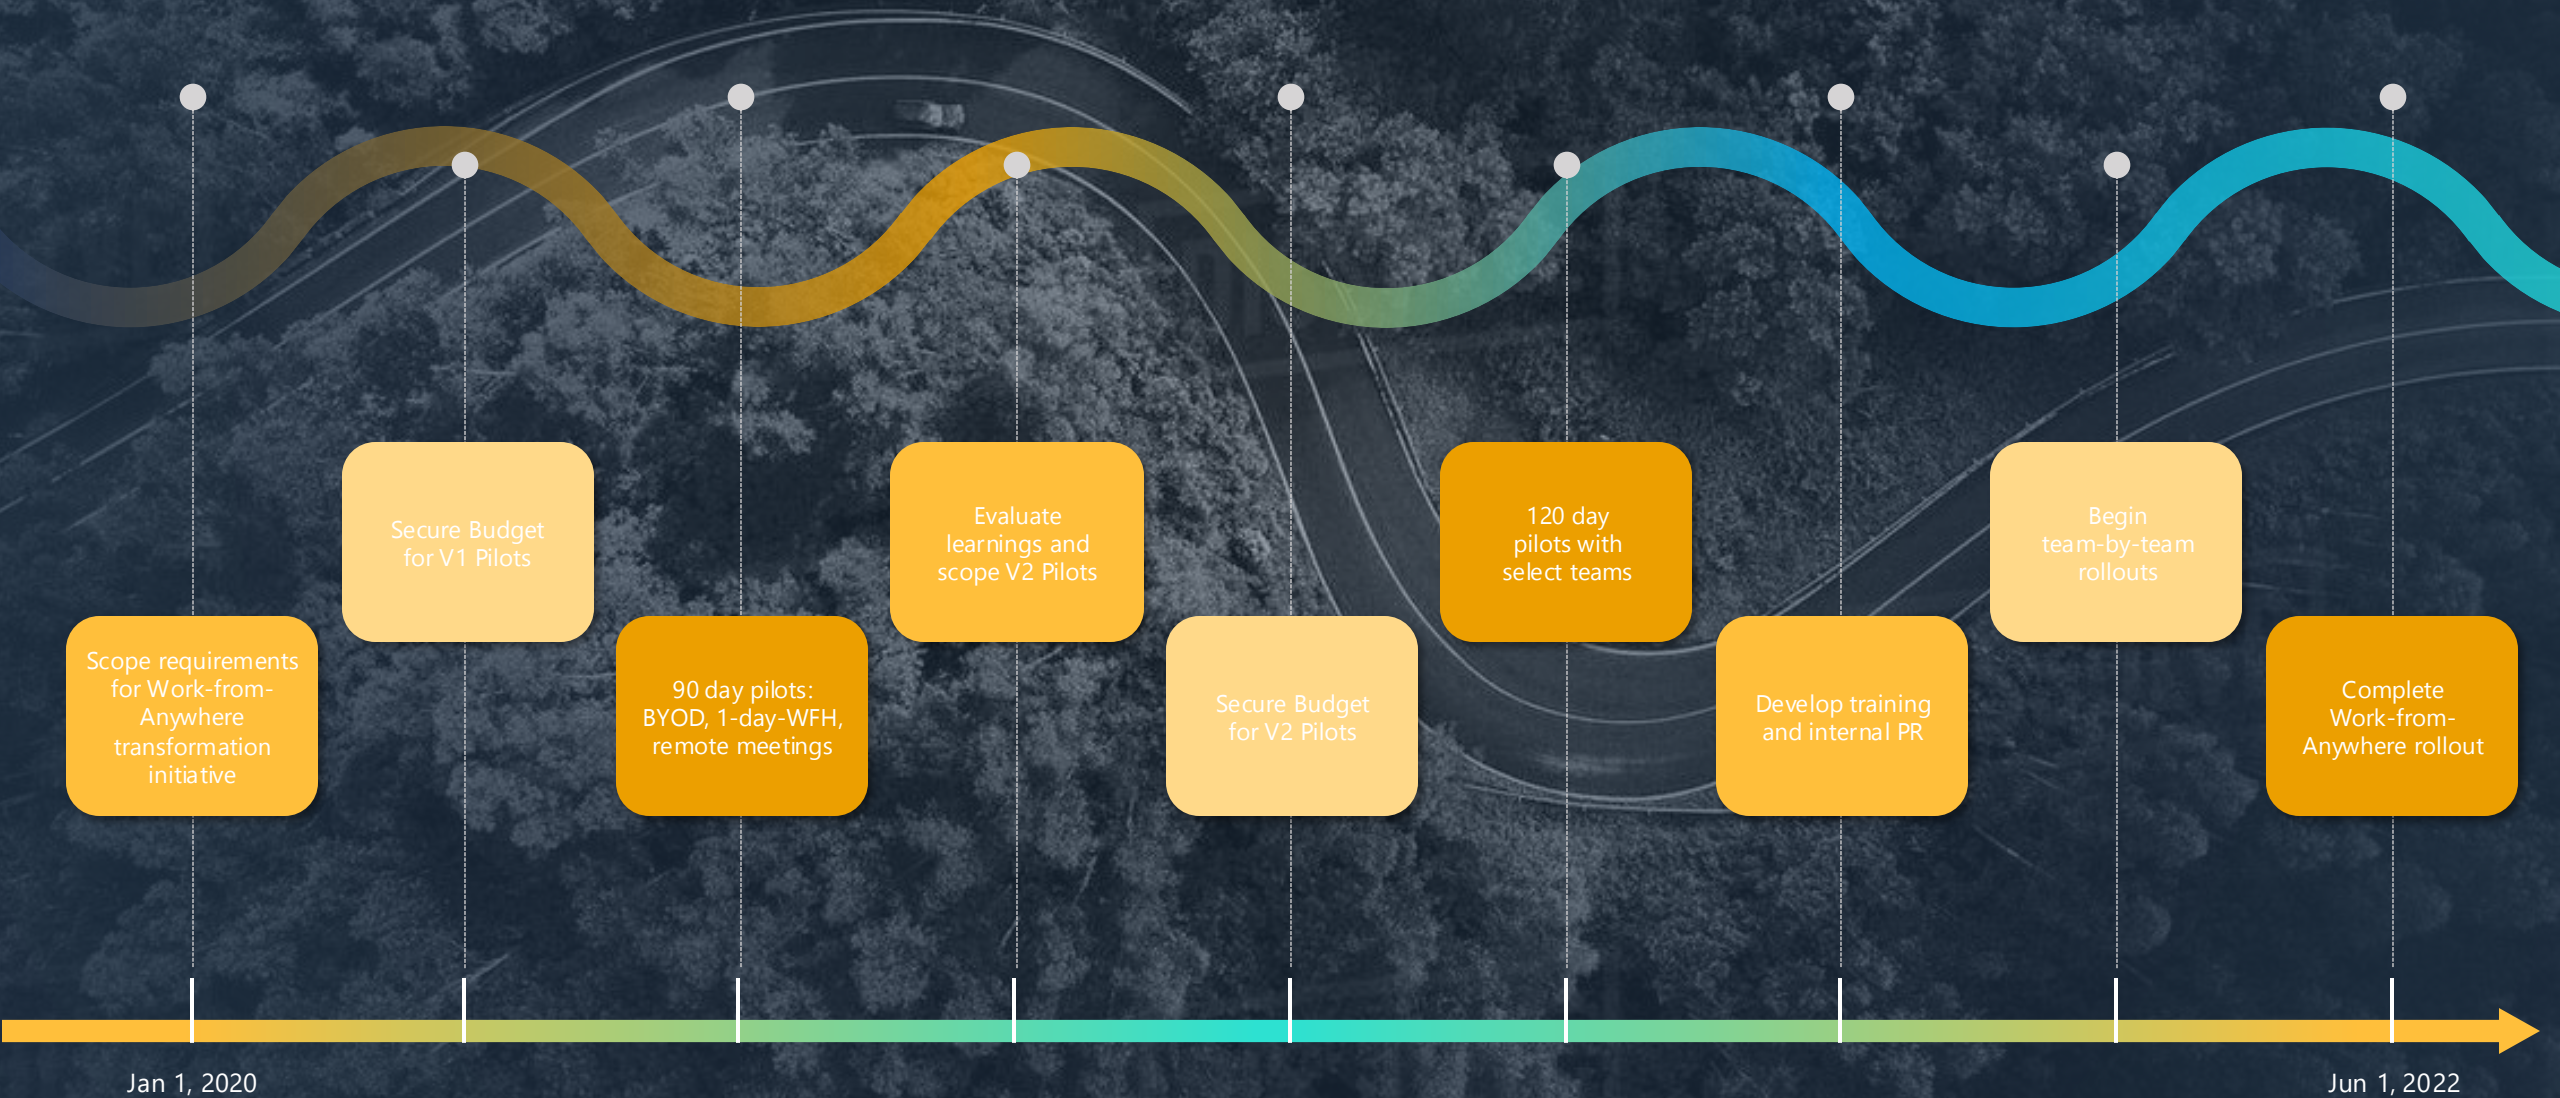 Scope requirements
for Work-from-
Anywhere
transformation
initiative
Secure Budget
for V1 Pilots
90 day pilots:
BYOD, 1-day-WFH,
remote meetings
Evaluate
learnings and
scope V2 Pilots
Secure Budget
for V2 Pilots
120 day
pilots with
select teams
Develop training
and internal PR
Begin
team-by-team
rollouts
Complete
Work-from-
Anywhere rollout
Jan 1, 2020
Jun 1, 2022